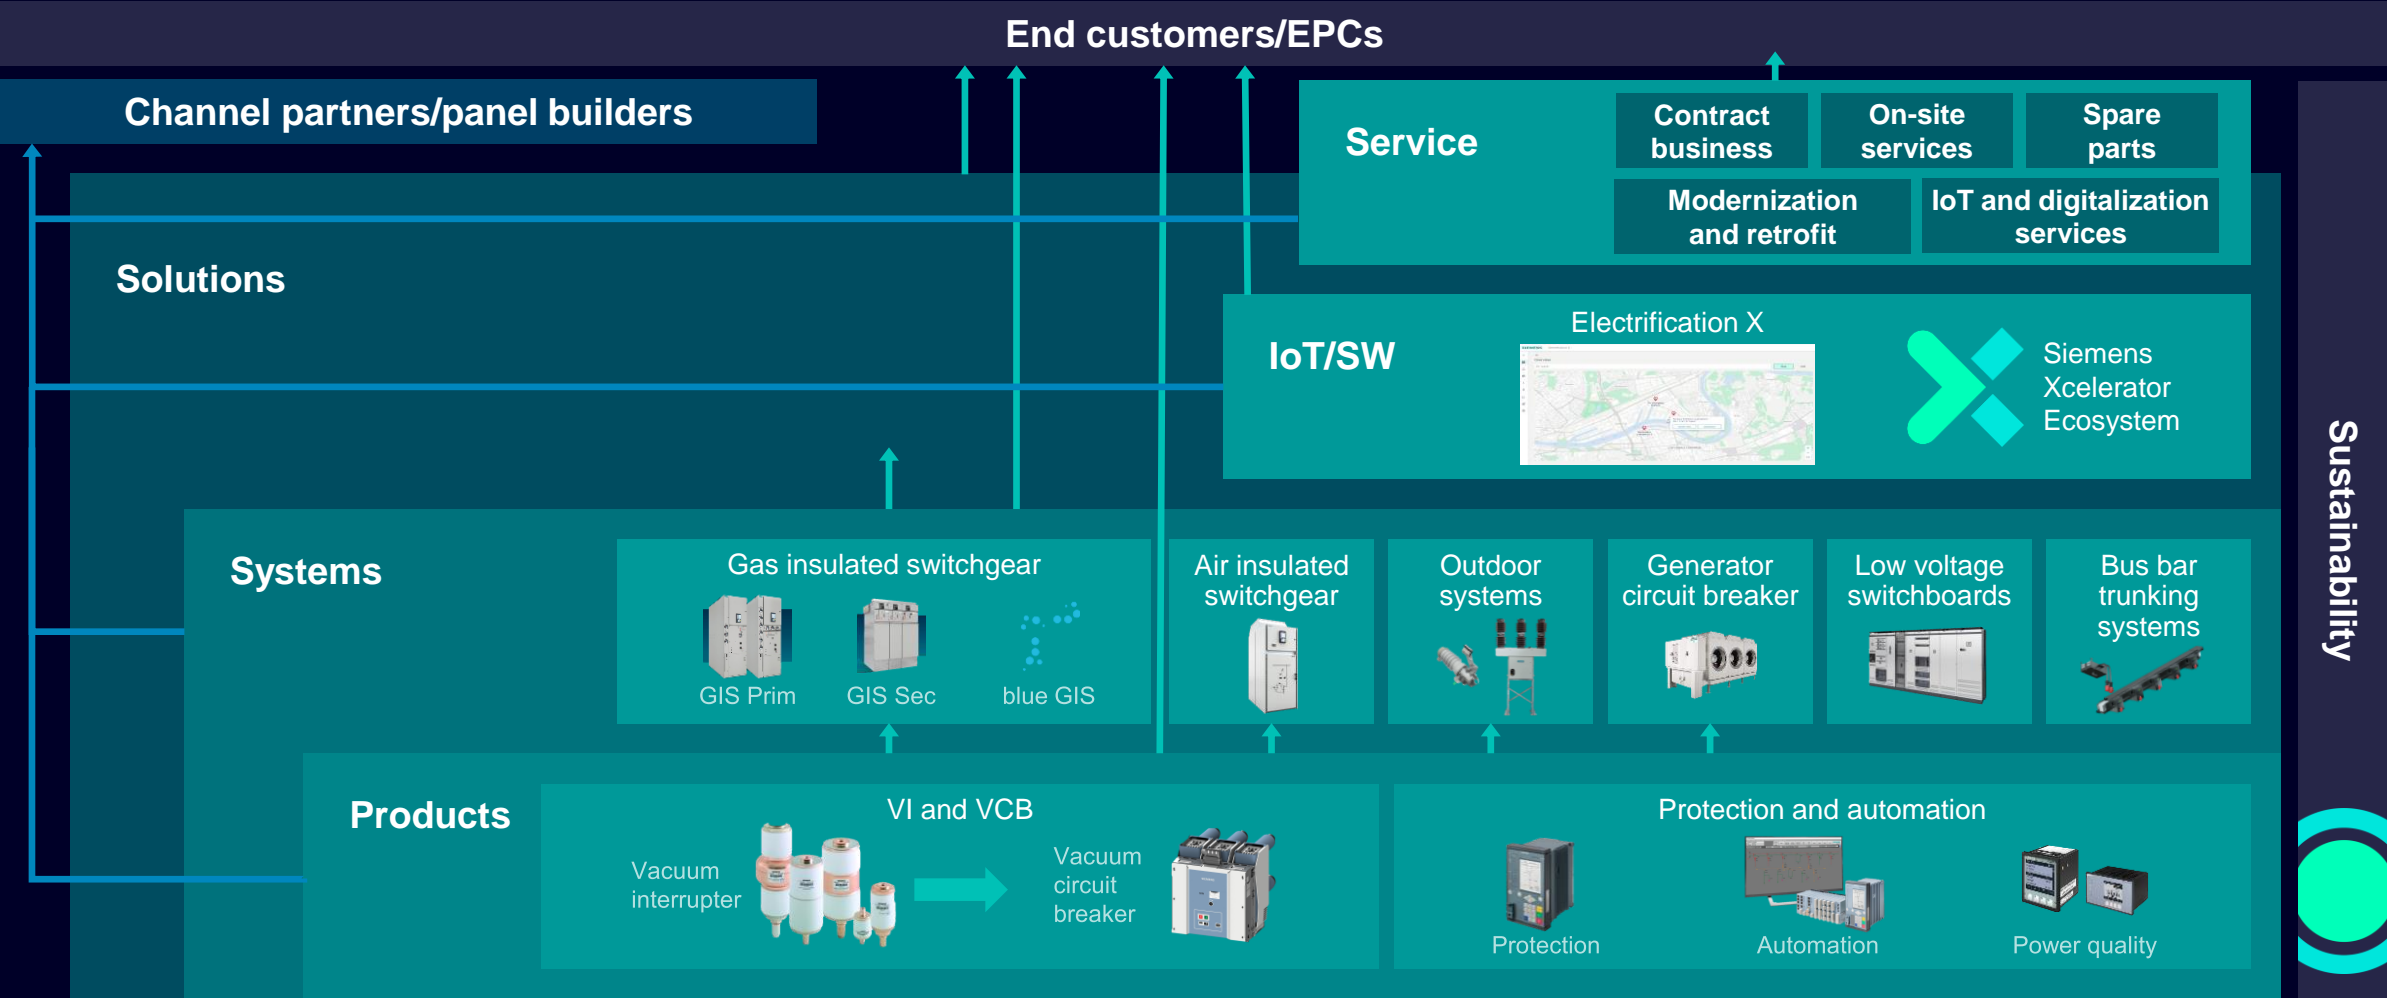 End customers/EPCs
Channel partners/panel builders
Service
Contract
business
On-site
services
Spare
parts
Modernization
and retrofit
IoT and digitalization
services
Solutions
IoT/SW
Electrification X
Siemens
Xcelerator
Ecosystem
Sustainability
Systems
Gas insulated switchgear
GIS Prim
GIS Sec
blue GIS
Air insulated
switchgear
Outdoor
systems
Generator
circuit breaker
Low voltage
switchboards
Bus bar
trunking
systems
Products
VI and VCB
Vacuum
interrupter
Vacuum
circuit
breaker
Protection and automation
Protection
Automation
Power quality